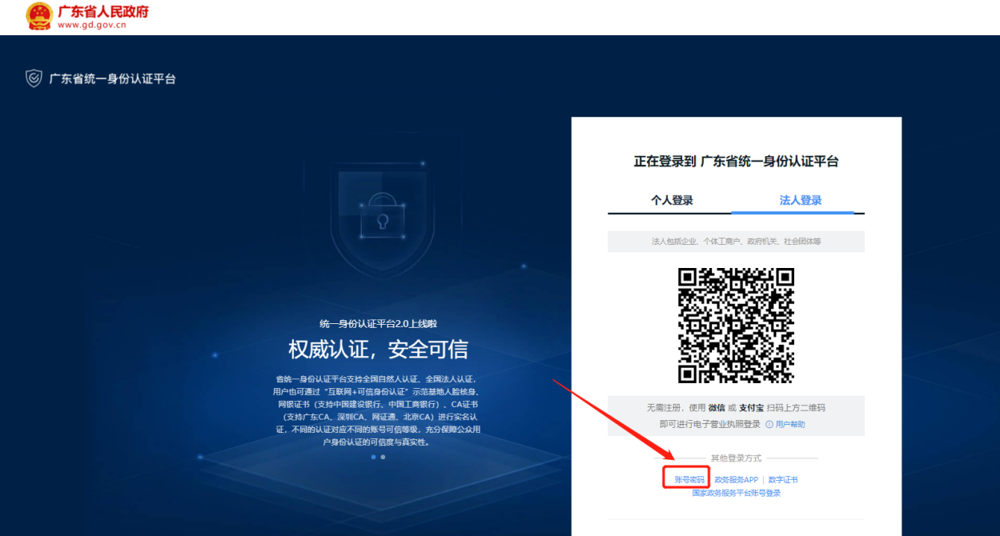 广东省人民政府
www.gd.gov.cn
广东省统一身份认证平台
统一身份认证平台2.0上线啦
权威认证，安全可信
省统一身份认证平台支持全国自然人认证、全国法人认证，
用户也可通过“互联网+可信身份认证”示范基地人脸核身、
网银证书（支持中国建设银行、中国工商银行）、CA证书
（支持广东CA、深圳CA、网证通、北京CA）进行实名认
证，不同的认证对应不同的账号可信等级，充分保障公众用
户身份认证的可信度与真实性。
正在登录到 广东省统一身份认证平台
个人登录 法人登录
法人包括企业、个体工商户、政府机关、社会团体等
无需注册，使用 微信 或 支付宝 扫码上方二维码
即可进行电子营业执照登录 用户帮助
其他登录方式
账号密码 政务服务APP | 数字证书
国家政务服务平台账号登录